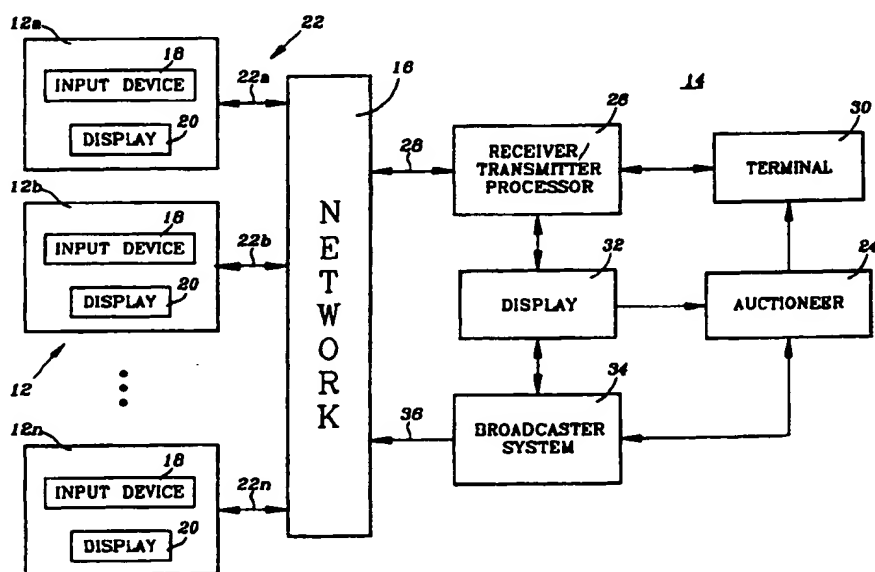 12a
18
INPUT DEVICE
20
DISPLAY
22a
22
12b
18
INPUT DEVICE
20
DISPLAY
22b
12
12n
18
INPUT DEVICE
20
DISPLAY
22n
16
NETWORK
14
28
26
RECEIVER/
TRANSMITTER
PROCESSOR
30
TERMINAL
32
DISPLAY
24
AUCTIONEER
34
BROADCASTER
SYSTEM
36